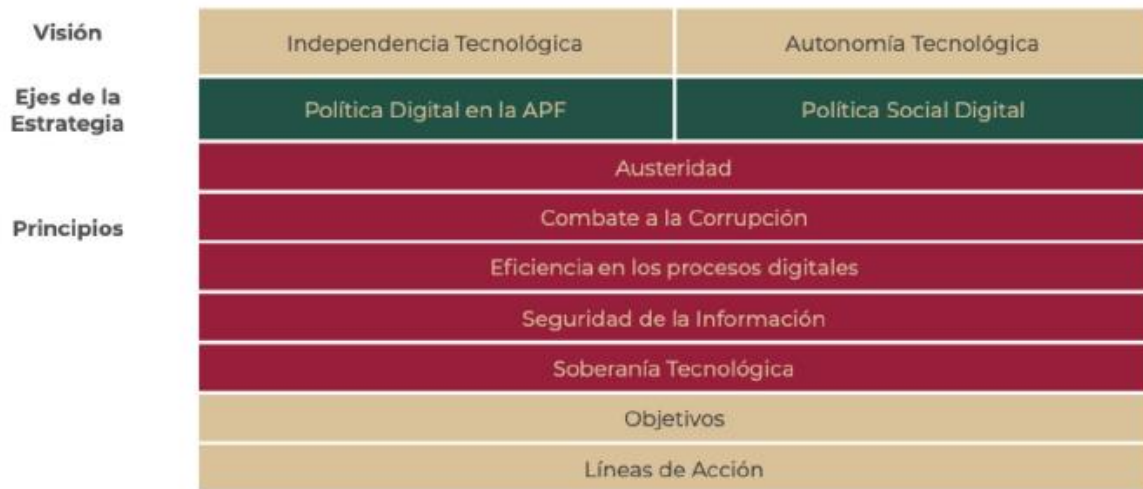 Visión
Independencia Tecnológica
Autonomía Tecnológica
Ejes de la
Estrategia
Política Digital en la APF
Política Social Digital
Principios
Austeridad
Combate a la Corrupción
Eficiencia en los procesos digitales
Seguridad de la Información
Soberanía Tecnológica
Objetivos
Líneas de Acción